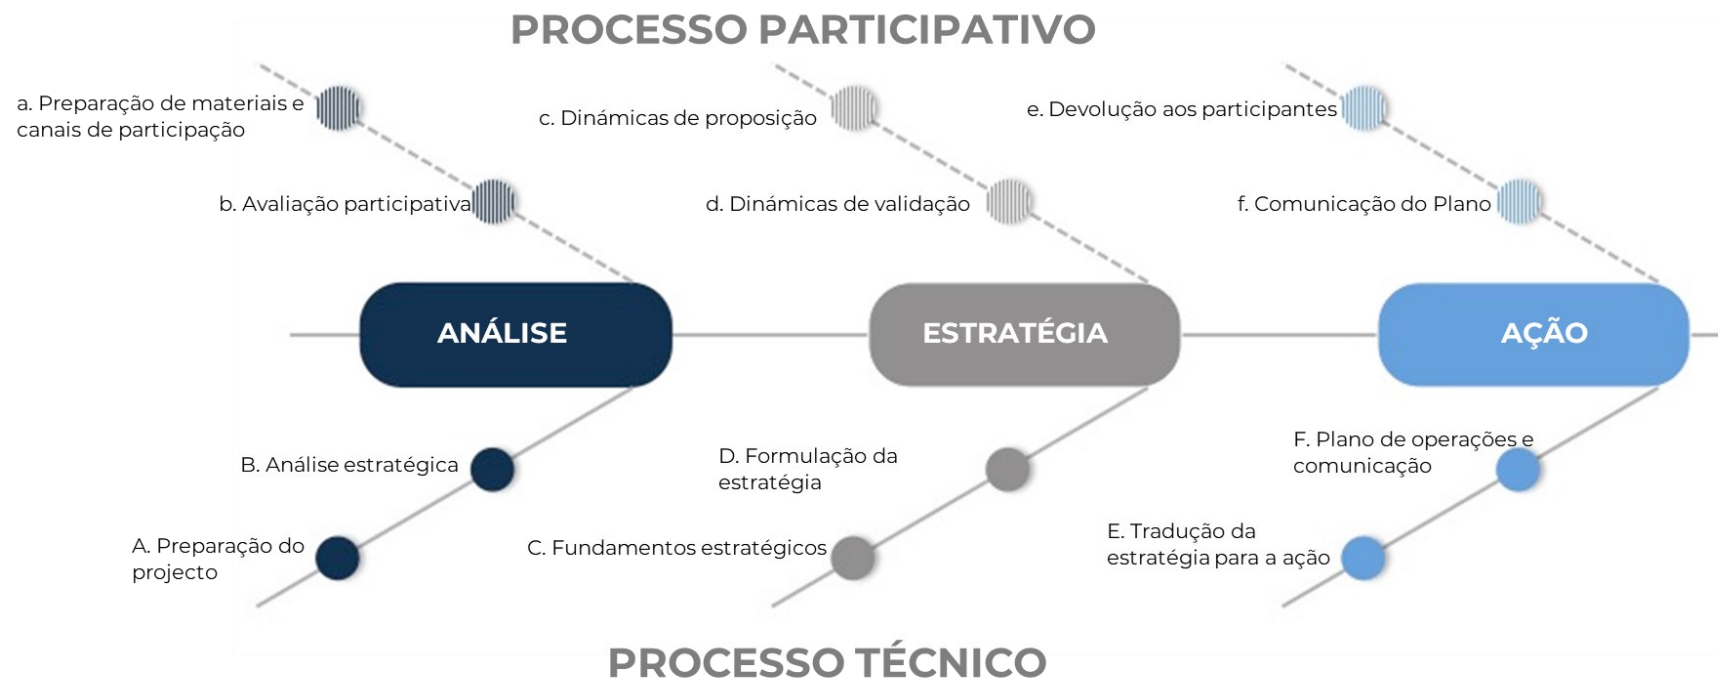 PROCESSO PARTICIPATIVO
a. Preparação de materiais e
canais de participação
c. Dinámicas de proposição
e. Devolução aos participantes
b. Avaliação participativa
d. Dinámicas de validação
f. Comunicação do Plano
ANÁLISE
ESTRATÉGIA
AÇÃO
B. Análise estratégica
D. Formulação da
estratégia
F. Plano de operações e
comunicação
A. Preparação do
projecto
C. Fundamentos estratégicos
E. Tradução da
estratégia para a ação
PROCESSO TÉCNICO